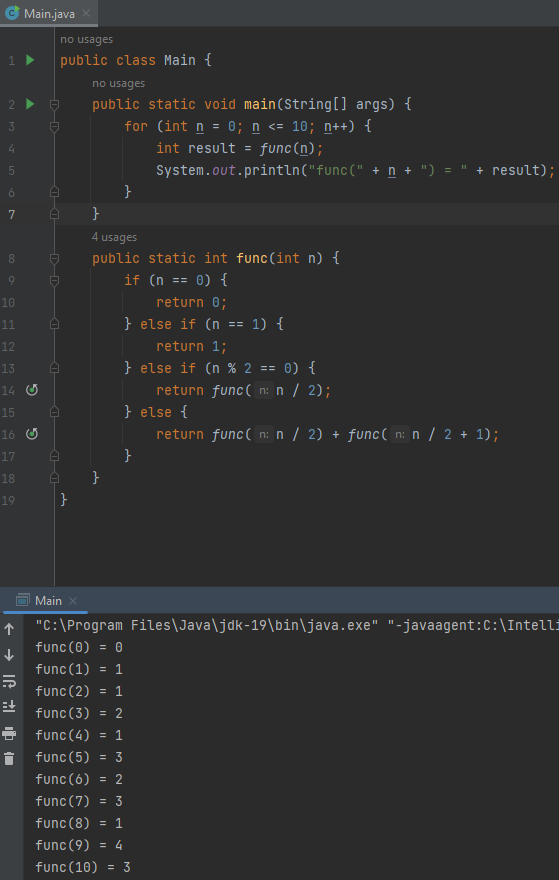 Main.java
no usages
1 public class Main {
no usages
2 public static void main(String[] args) {
3 for (int n = 0; n <= 10; n++) {
4 int result = func(n);
5 System.out.println("func(" + n + ") = " + result);
6 }
7 }
4 usages
8 public static int func(int n) {
9 if (n == 0) {
10 return 0;
11 } else if (n == 1) {
12 return 1;
13 } else if (n % 2 == 0) {
14 return func( n: n / 2);
15 } else {
16 return func( n: n / 2) + func( n: n / 2 + 1);
17 }
18 }
19 }
Main
"C:\Program Files\Java\jdk-19\bin\java.exe" "-javaagent:C:\Intelli
func(0) = 0
func(1) = 1
func(2) = 1
func(3) = 2
func(4) = 1
func(5) = 3
func(6) = 2
func(7) = 3
func(8) = 1
func(9) = 4
func(10) = 3